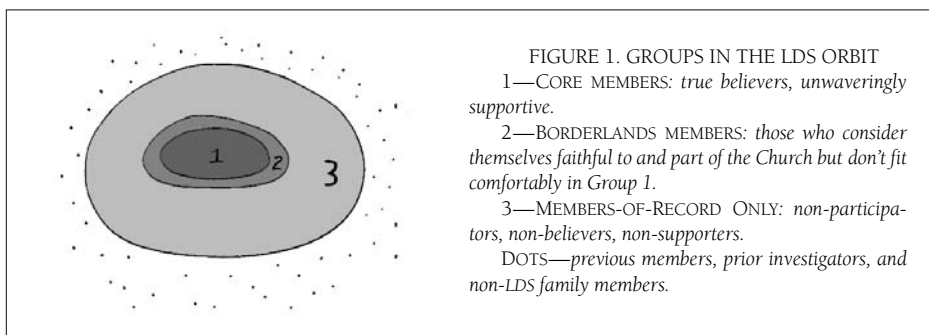 1
2
3
FIGURE 1. GROUPS IN THE LDS ORBIT
1—CORE MEMBERS: true believers, unwaveringly
supportive.
2—BORDERLANDS MEMBERS: those who consider
themselves faithful to and part of the Church but don't fit
comfortably in Group 1.
3—MEMBERS-OF-RECORD ONLY: non-participa-
tors, non-believers, non-supporters.
DOTS—previous members, prior investigators, and
non-LDS family members.